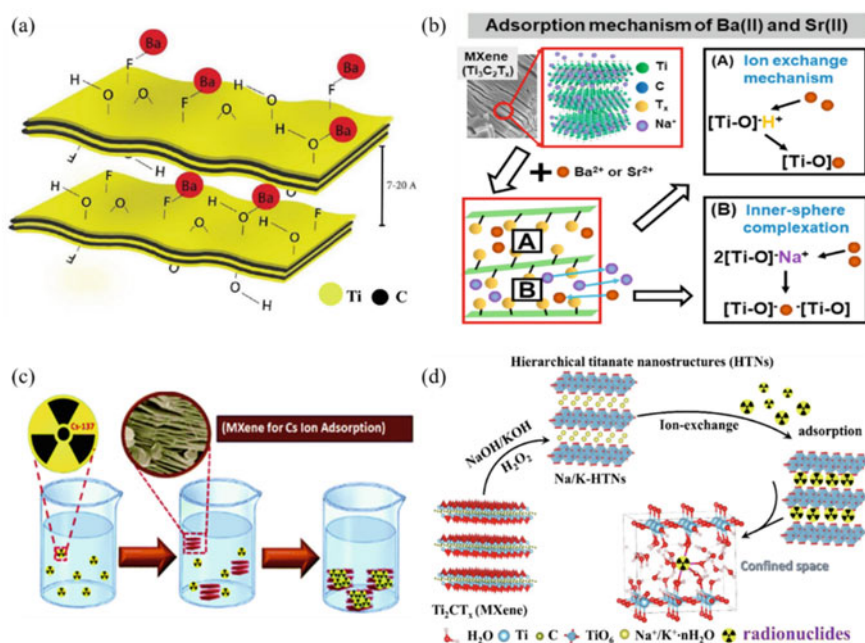 (a)
Ba
Ba
Ba
H
F
F
F
O
O
O
H
O
H
O
Ba
F
H
O
7-20 A
Ba
Ba
H
F
F
F
O
O
O
H
O
H
O
O
H
Ti
C
(b)
Adsorption mechanism of Ba(II) and Sr(II)
MXene
(Ti₃C₂Tₓ)
Ti
C
Tₓ
Na⁺
+ Ba²⁺ or Sr²⁺
A
B
(A) Ion exchange
mechanism
[Ti-O]⁻H⁺
[Ti-O]
(B) Inner-sphere
complexation
2[Ti-O]⁻Na⁺
[Ti-O]⁻ ⁻[Ti-O]
(c)
Cs-137
(MXene for Cs Ion Adsorption)
(d)
Hierarchical titanate nanostructures (HTNs)
NaOH/KOH
H₂O₂
Na/K-HTNs
Ion-exchange
adsorption
Confined space
Ti₂CTₓ (MXene)
H₂O Ti C TiO₆ Na⁺/K⁺·nH₂O radionuclides